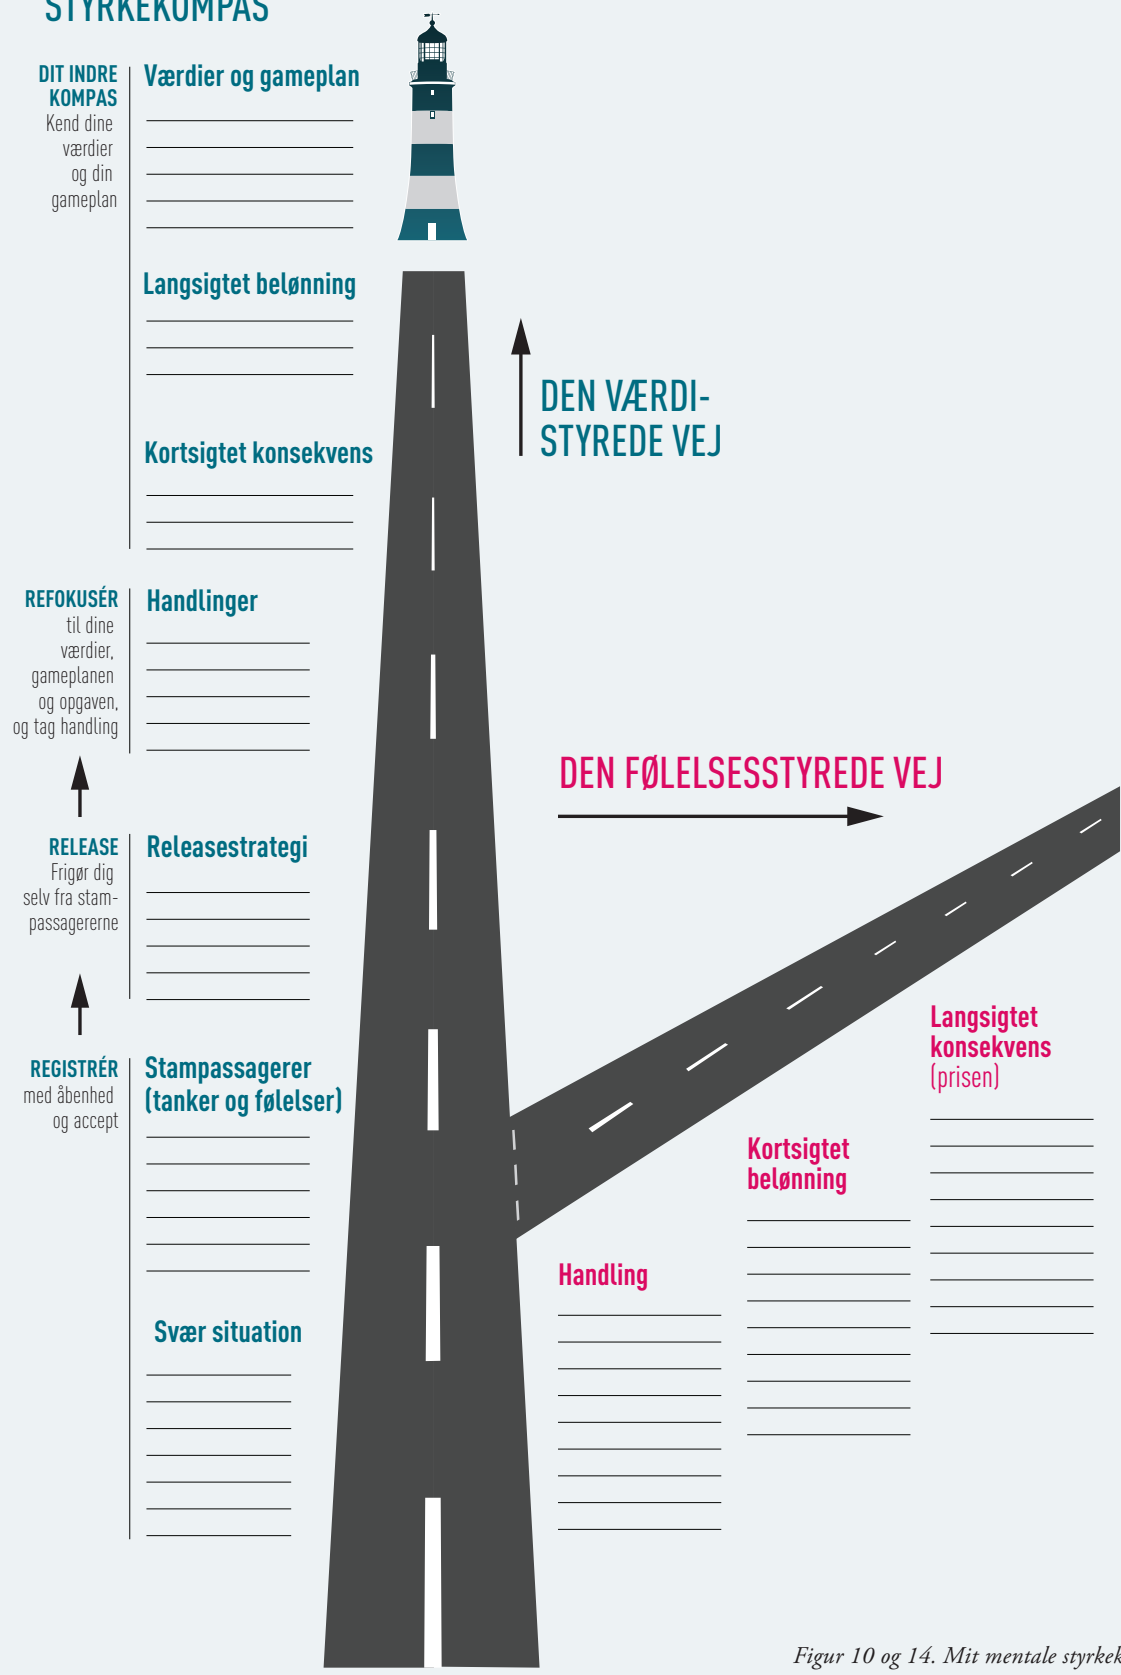 STYRKEKOMPAS
DIT INDRE
KOMPAS
Kend dine
værdier
og din
gameplan
Værdier og gameplan
Langsigtet belønning
Kortsigtet konsekvens
DEN VÆRDI-
STYREDE VEJ
REFOKUSÉR
til dine
værdier,
gameplanen
og opgaven,
og tag handling
Handlinger
DEN FØLELSESSTYREDE VEJ
RELEASE
Frigør dig
selv fra stam-
passagererne
Releasestrategi
REGISTRÉR
med åbenhed
og accept
Stampassagerer
(tanker og følelser)
Svær situation
Handling
Kortsigtet
belønning
Langsigtet
konsekvens
(prisen)
Figur 10 og 14. Mit mentale